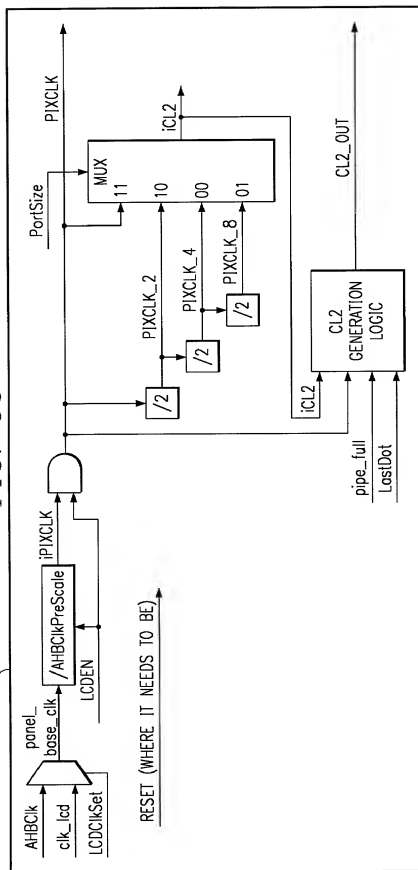 AHBClk
clk_lcd
LCDClkSet
panel_
base_clk
/AHBClkPreScale
LCDEN
iPIXCLK
RESET (WHERE IT NEEDS TO BE)
PIXCLK
PortSize
MUX
11
10
00
01
iCL2
PIXCLK_2
PIXCLK_4
PIXCLK_8
/2
/2
/2
iCL2
pipe_full
LastDot
CL2
GENERATION
LOGIC
CL2_OUT